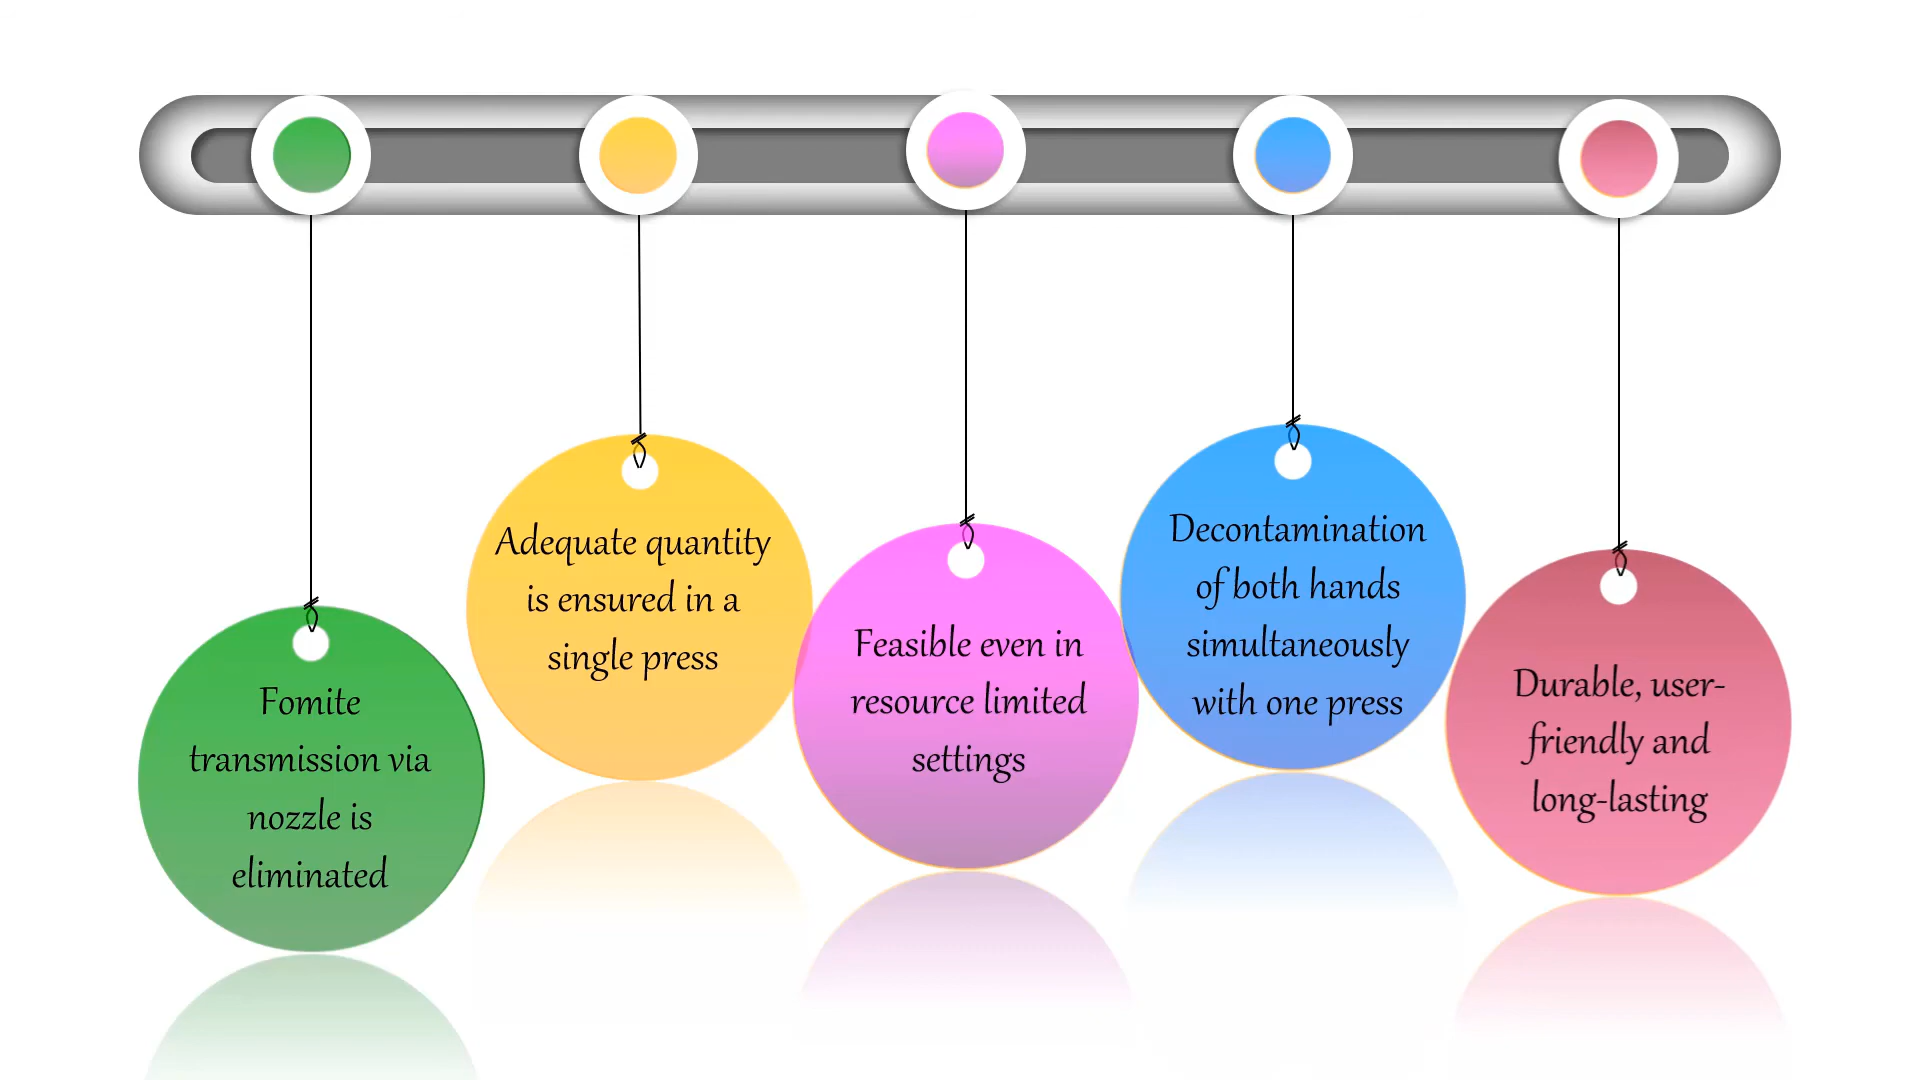 Fomite
transmission via
nozzle is
eliminated
Adequate quantity
is ensured in a
single press
Feasible even in
resource limited
settings
Decontamination
of both hands
simultaneously
with one press
Durable, user-
friendly and
long-lasting